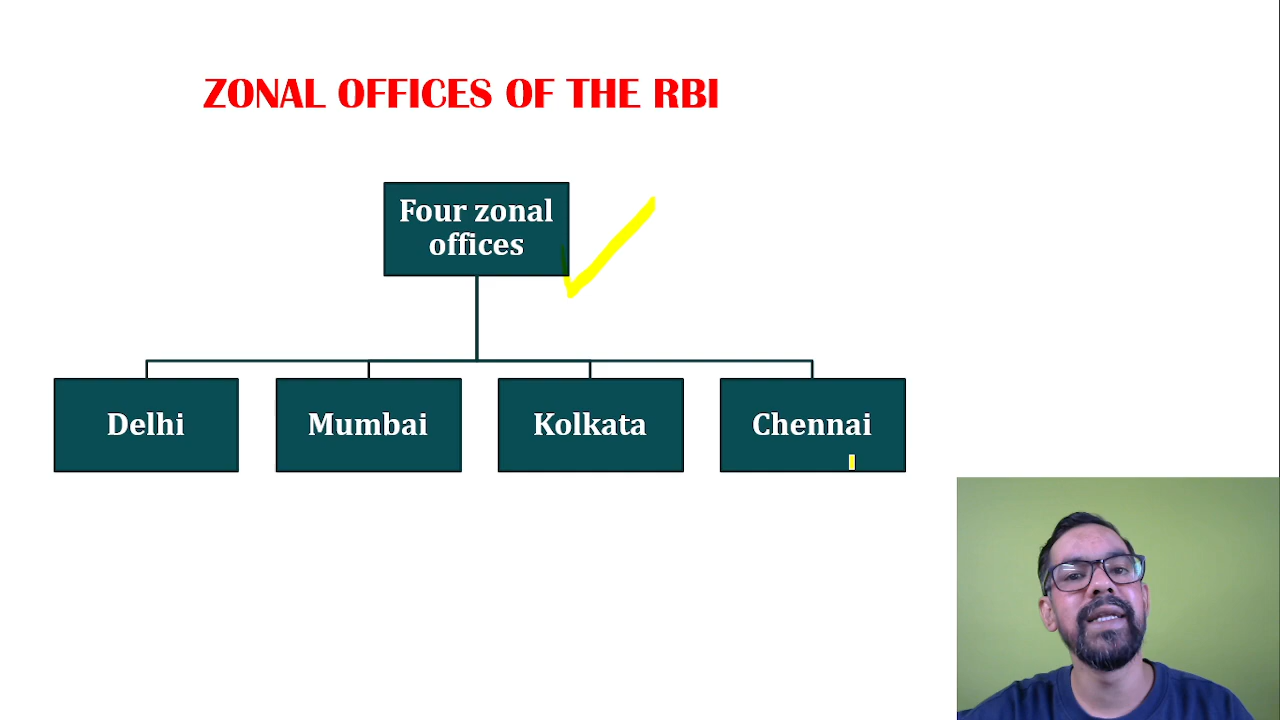 ZONAL OFFICES OF THE RBI
Four zonal
offices
Delhi
Mumbai
Kolkata
Chennai